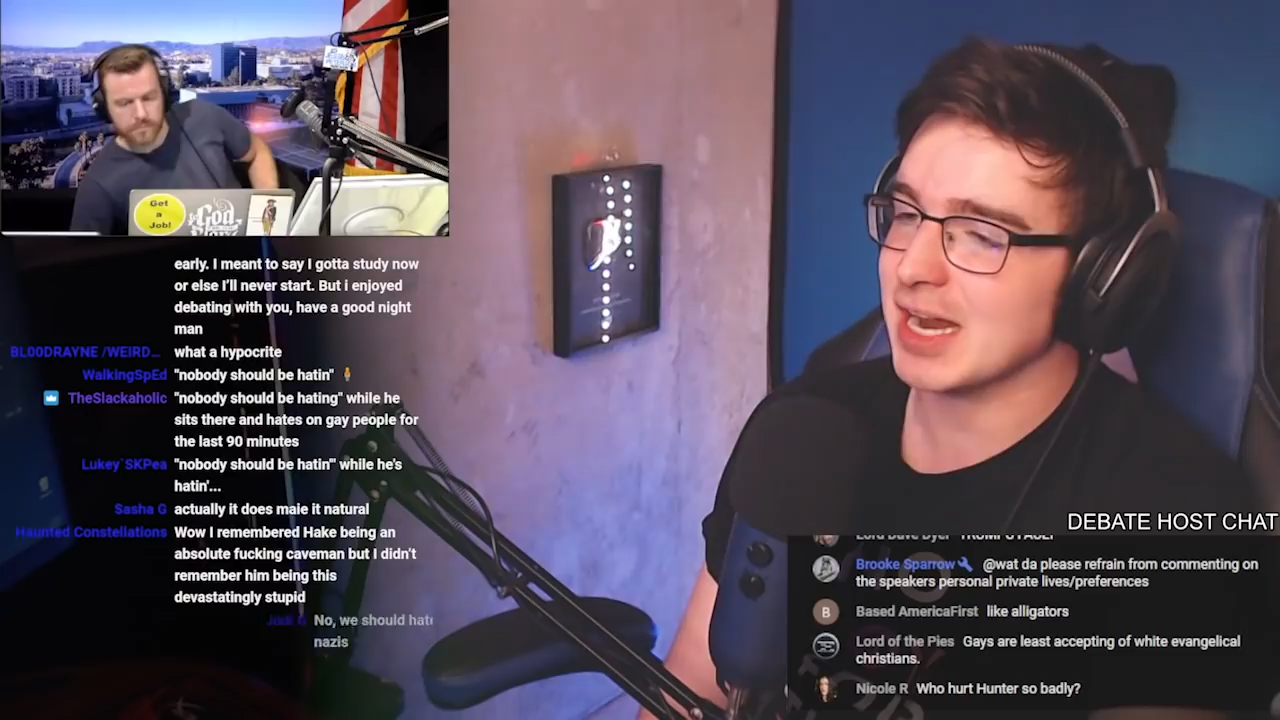 Get
a
Job!
God
early. I meant to say I gotta study now
or else I'll never start. But i enjoyed
debating with you, have a good night
man
BL00DRAYNE /WEIRD... what a hypocrite
WalkingSpEd "nobody should be hatin"
TheSlackaholic "nobody should be hating" while he
sits there and hates on gay people for
the last 90 minutes
Lukey`SKPea "nobody should be hatin'" while he's
hatin'...
Sasha G actually it does maie it natural
Haunted Constellations Wow I remembered Hake being an
absolute fucking caveman but I didn't
remember him being this
devastatingly stupid
No, we should hate
nazis
DEBATE HOST CHAT
Lord Dave Dyer
Brooke Sparrow @wat da please refrain from commenting on
the speakers personal private lives/preferences
B Based AmericaFirst like alligators
Lord of the Pies Gays are least accepting of white evangelical
christians.
Nicole R Who hurt Hunter so badly?